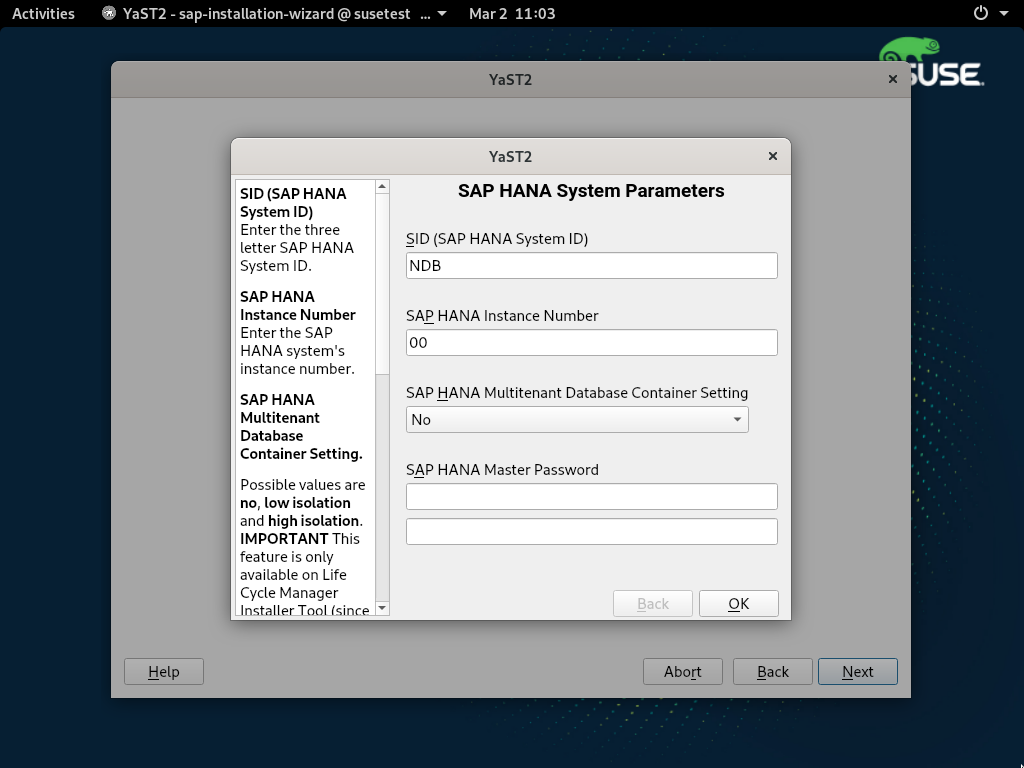 Activities
YaST2 - sap-installation-wizard @ susetest ...
Mar 2 11:03
SUSE
YaST2
YaST2
SID (SAP HANA
System ID)
Enter the three
letter SAP HANA
System ID.
SAP HANA
Instance Number
Enter the SAP
HANA system's
instance number.
SAP HANA
Multitenant
Database
Container Setting.
Possible values are
no, low isolation
and high isolation.
IMPORTANT This
feature is only
available on Life
Cycle Manager
Installer Tool (since
SAP HANA System Parameters
SID (SAP HANA System ID)
NDB
SAP HANA Instance Number
00
SAP HANA Multitenant Database Container Setting
No
SAP HANA Master Password
Back
OK
Help
Abort
Back
Next